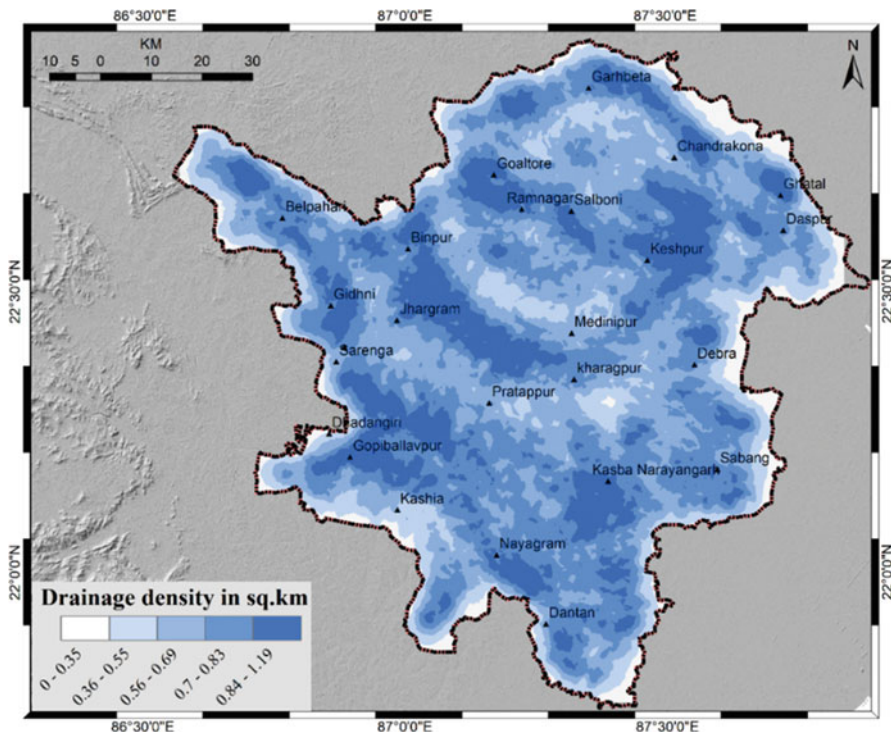 86°30'0"E 87°0'0"E 87°30'0"E
KM
10 5 0 10 20 30
N
Garhbeta
Chandrakona
Goaltore
Ghatal
Ramnagar
Salboni
Belpahari
Daspur
Binpur
Keshpur
22°30'0"N
22°30'0"N
Gidhni
Jhargram
Medinipur
Sarenga
Debra
kharagpur
Pratappur
Dhadangiri
Gopiballavpur
Sabang
Kasba Narayangarh
Kashia
Nayagram
22°0'0"N
22°0'0"N
Dantan
Drainage density in sq.km
0 - 0.35
0.36 - 0.55
0.56 - 0.69
0.7 - 0.83
0.84 - 1.19
86°30'0"E 87°0'0"E 87°30'0"E